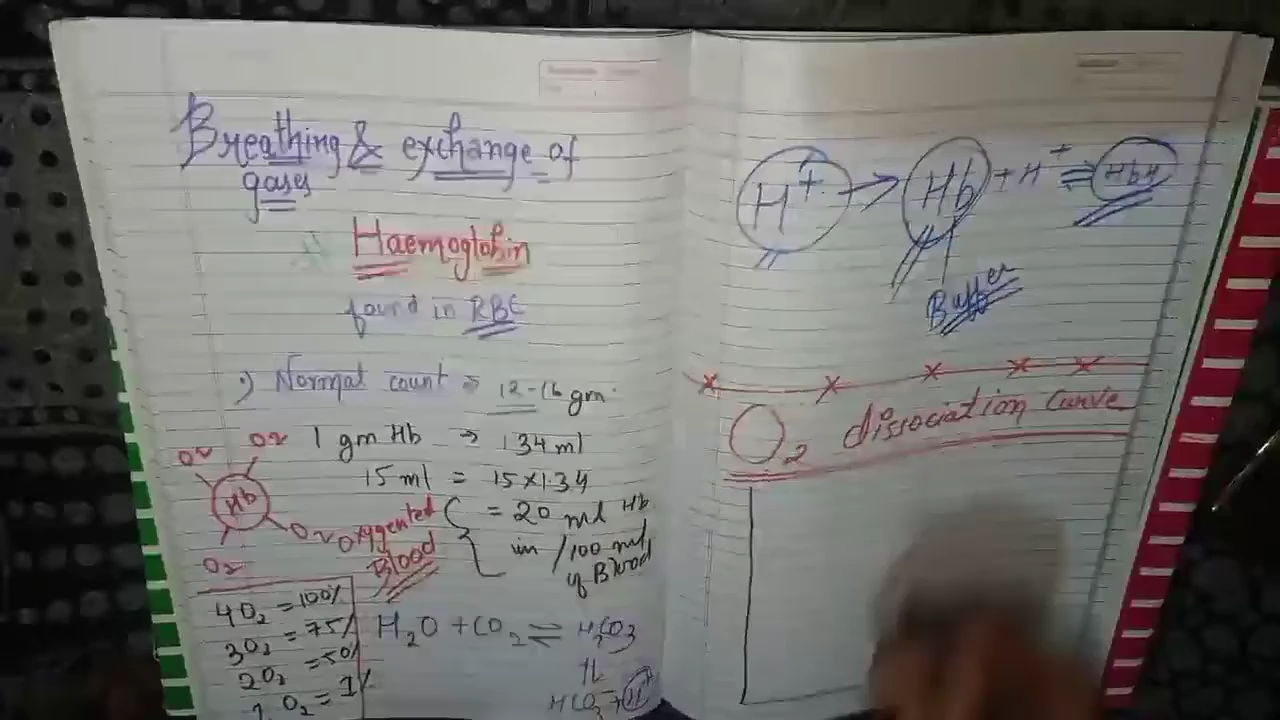 Breathing & exchange of
gases
Haemoglobin
found in RBC
Normal count ⇒ 12-16 gm
1 gm Hb ⇒ 1.34 ml
15 ml = 15×1.34
= 20 ml Hb
in /100 ml
of Blood
Oxygented
Blood
O2
O2
Hb
O2
O2
4O2 = 100%
3O2 = 75%
2O2 = 50%
1 O2 = 1%
H2O + CO2 ⇌ H2CO3
⇅
HCO3⁻ + H⁺
H⁺ → Hb + H⁺ ⇌ HbH
Buffer
O2 dissociation Curve